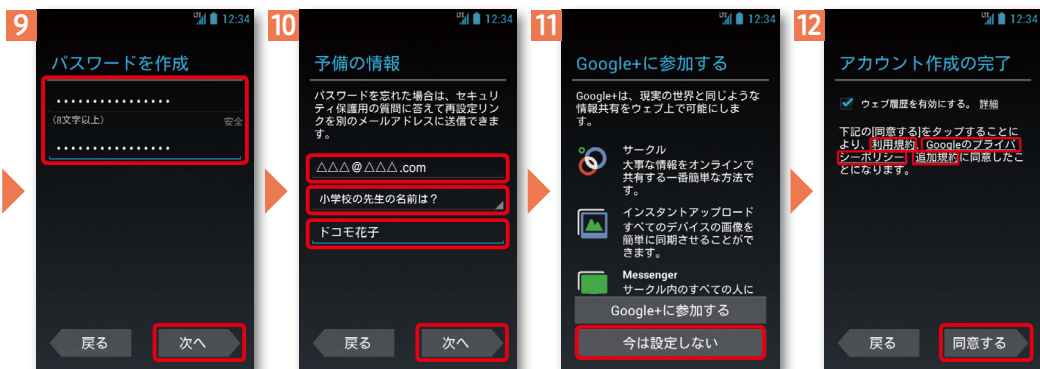 9
LTE 12:34
パスワードを作成
................
(8文字以上) 安全
................
戻る 次へ
10
LTE 12:34
予備の情報
パスワードを忘れた場合は、セキュリ
ティ保護用の質問に答えて再設定リン
クを別のメールアドレスに送信できま
す。
△△△@△△△.com
小学校の先生の名前は?
ドコモ花子
戻る 次へ
11
LTE 12:34
Google+に参加する
Google+は、現実の世界と同じような
情報共有をウェブ上で可能にしま
す。
サークル
大事な情報をオンラインで
共有する一番簡単な方法で
す。
インスタントアップロード
すべてのデバイスの画像を
簡単に同期させることがで
きます。
Messenger
サークル内のすべての人に
Google+に参加する
今は設定しない
12
LTE 12:34
アカウント作成の完了
ウェブ履歴を有効にする。 詳細
下記の[同意する]をタップすることに
より、利用規約、Googleのプライバ
シーポリシー、追加規約に同意したこ
とになります。
戻る 同意する